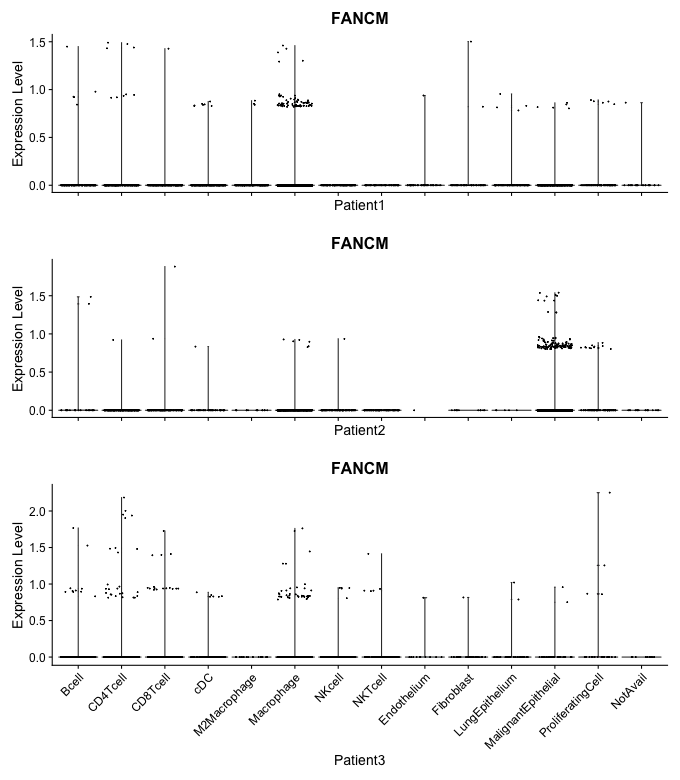 FANCM
Expression Level
1.5
1.0
0.5
0.0
Patient1
FANCM
Expression Level
1.5
1.0
0.5
0.0
Patient2
FANCM
Expression Level
2.0
1.5
1.0
0.5
0.0
Bcell
CD4Tcell
CD8Tcell
cDC
M2Macrophage
Macrophage
NKcell
NKTcell
Endothelium
Fibroblast
LungEpithelium
MalignantEpithelial
ProliferatingCell
NotAvail
Patient3